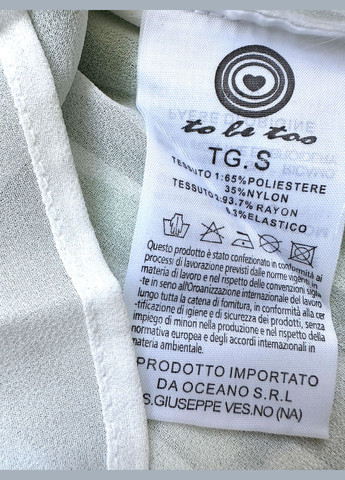 to be too
TG.S
TESSUTO 1:65%POLIESTERE
35%NYLON
TESSUTO 2:93.7%RAYON
6.3%ELASTICO
Questo prodotto è stato confezionato in conformità ai
processi di lavorazione previsti dalle norme vigenti in
materia di lavoro e nel rispetto delle convenzioni sigla
-te in seno all'Organizzazione internazionale del lavoro
lungo tutta la catena di fornitura, in conformità alla cer
-tificazione di igiene e di sicurezza dei prodotti, senza
impiego di minori nella produzione e nel rispetto della
normativa europea e degli accordi internazionali in
materia ambientale.
PRODOTTO IMPORTATO
DA OCEANO S.R.L
S.GIUSEPPE VES.NO (NA)